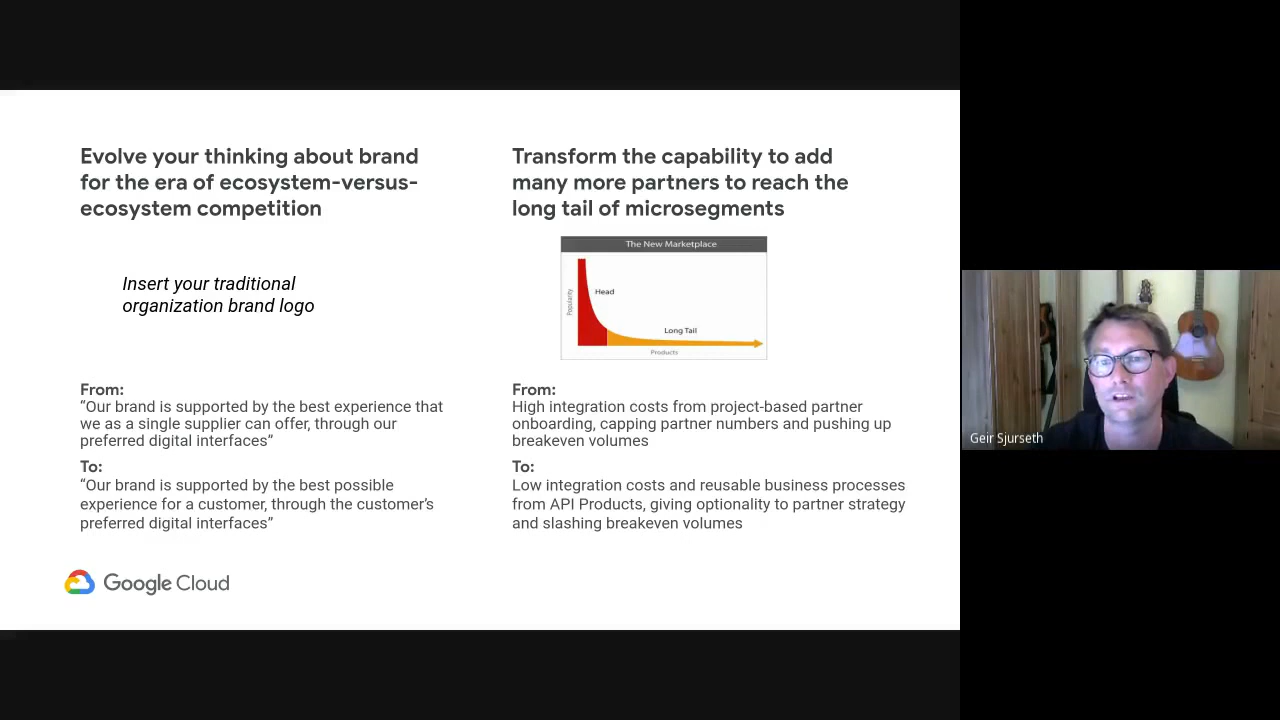 Evolve your thinking about brand
for the era of ecosystem-versus-
ecosystem competition
Insert your traditional
organization brand logo
From:
“Our brand is supported by the best experience that
we as a single supplier can offer, through our
preferred digital interfaces”
To:
“Our brand is supported by the best possible
experience for a customer, through the customer’s
preferred digital interfaces”
Transform the capability to add
many more partners to reach the
long tail of microsegments
The New Marketplace
Popularity
Head
Long Tail
Products
From:
High integration costs from project-based partner
onboarding, capping partner numbers and pushing up
breakeven volumes
To:
Low integration costs and reusable business processes
from API Products, giving optionality to partner strategy
and slashing breakeven volumes
Google Cloud
Geir Sjurseth